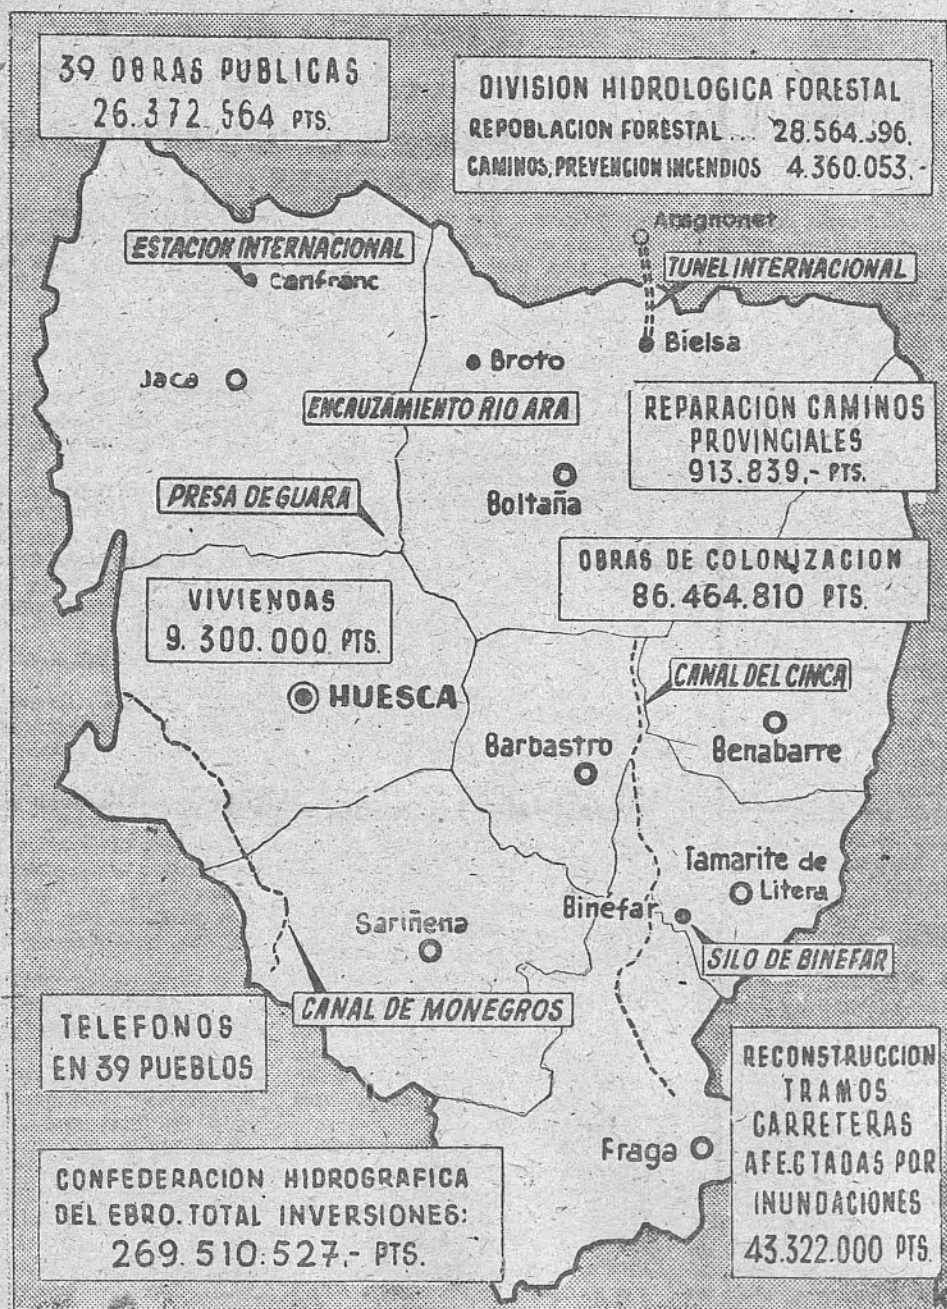 39 OBRAS PUBLICAS
26.372.564 PTS.
DIVISION HIDROLOGICA FORESTAL
REPOBLACION FORESTAL ... 28.564.396.
CAMINOS, PREVENCION INCENDIOS 4.360.053.-
Aragnonet
ESTACION INTERNACIONAL
TUNEL INTERNACIONAL
Canfranc
Bielsa
Broto
Jaca
ENCAUZAMIENTO RIO ARA
REPARACION CAMINOS
PROVINCIALES
913.839,- PTS.
Boltaña
PRESA DE GUARA
OBRAS DE COLONIZACION
86.464.810 PTS.
VIVIENDAS
9.300.000 PTS.
CANAL DEL CINCA
HUESCA
Barbastro
Benabarre
Tamarite de
Litera
Binefar
Sariñena
SILO DE BINEFAR
CANAL DE MONEGROS
TELEFONOS
EN 39 PUEBLOS
RECONSTRUCCION
TRAMOS
CARRETERAS
AFECTADAS POR
INUNDACIONES
43.322.000 PTS.
Fraga
CONFEDERACION HIDROGRAFICA
DEL EBRO. TOTAL INVERSIONES:
269.510.527,- PTS.